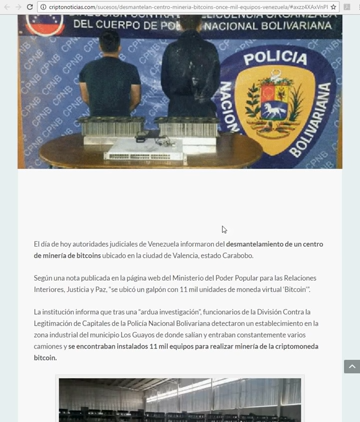 criptonoticias.com/sucesos/desmantelan-centro-mineria-bitcoins-once-mil-equipos-venezuela/#axzz4XAxVnPl
DEL CUERPO DE POLICÍA NACIONAL BOLIVARIANA
POLICIA
NACIONAL
BOLIVARIANA
CPNB
El día de hoy autoridades judiciales de Venezuela informaron del desmantelamiento de un centro
de minería de bitcoins ubicado en la ciudad de Valencia, estado Carabobo.
Según una nota publicada en la página web del Ministerio del Poder Popular para las Relaciones
Interiores, Justicia y Paz, “se ubicó un galpón con 11 mil unidades de moneda virtual ‘Bitcoin’”.
La institución informa que tras una “ardua investigación”, funcionarios de la División Contra la
Legitimación de Capitales de la Policía Nacional Bolivariana detectaron un establecimiento en la
zona industrial del municipio Los Guayos de donde salían y entraban constantemente varios
camiones y se encontraban instalados 11 mil equipos para realizar minería de la criptomoneda
bitcoin.